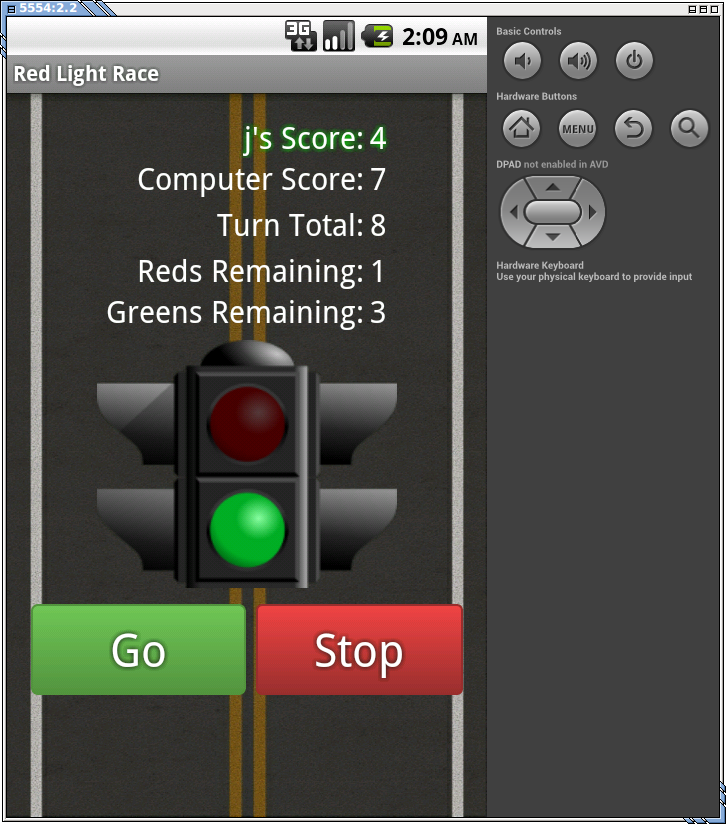 5554:2.2
3G 2:09 AM
Red Light Race
j's Score: 4
Computer Score: 7
Turn Total: 8
Reds Remaining: 1
Greens Remaining: 3
Go Stop
Basic Controls
Hardware Buttons
MENU
DPAD not enabled in AVD
Hardware Keyboard
Use your physical keyboard to provide input